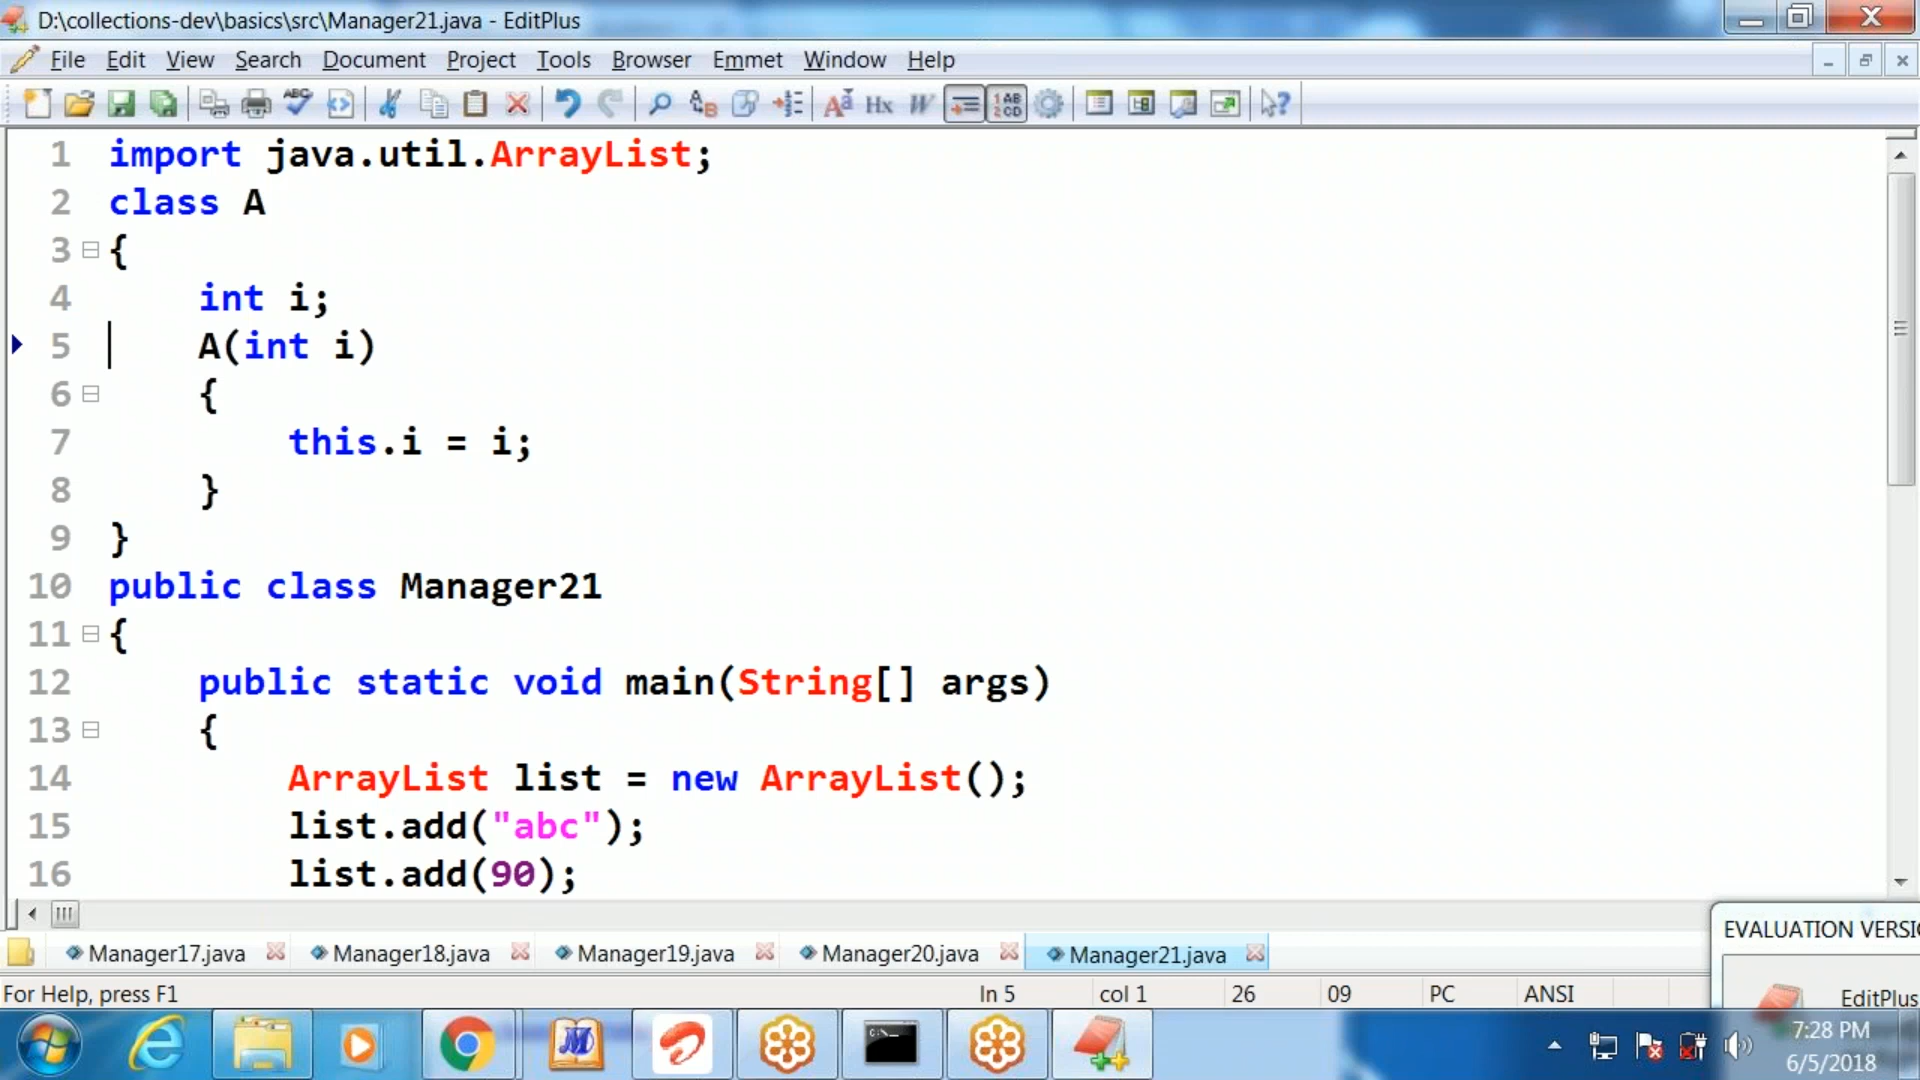 D:\collections-dev\basics\src\Manager21.java - EditPlus
File Edit View Search Document Project Tools Browser Emmet Window Help
1 import java.util.ArrayList;
2 class A
3 {
4 int i;
5 A(int i)
6 {
7 this.i = i;
8 }
9 }
10 public class Manager21
11 {
12 public static void main(String[] args)
13 {
14 ArrayList list = new ArrayList();
15 list.add("abc");
16 list.add(90);
EVALUATION VERSIO
Manager17.java Manager18.java Manager19.java Manager20.java Manager21.java
For Help, press F1 ln 5 col 1 26 09 PC ANSI
EditPlus
7:28 PM
6/5/2018